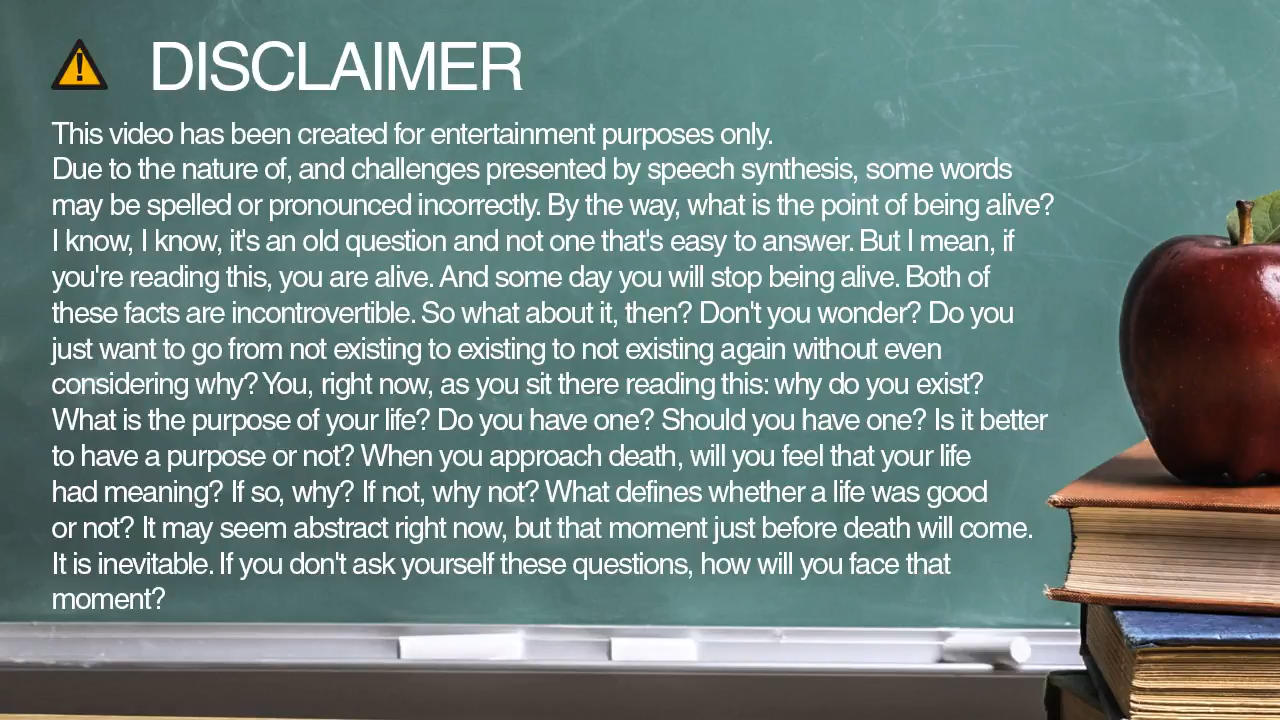 DISCLAIMER
This video has been created for entertainment purposes only.
Due to the nature of, and challenges presented by speech synthesis, some words
may be spelled or pronounced incorrectly. By the way, what is the point of being alive?
I know, I know, it's an old question and not one that's easy to answer. But I mean, if
you're reading this, you are alive. And some day you will stop being alive. Both of
these facts are incontrovertible. So what about it, then? Don't you wonder? Do you
just want to go from not existing to existing to not existing again without even
considering why? You, right now, as you sit there reading this: why do you exist?
What is the purpose of your life? Do you have one? Should you have one? Is it better
to have a purpose or not? When you approach death, will you feel that your life
had meaning? If so, why? If not, why not? What defines whether a life was good
or not? It may seem abstract right now, but that moment just before death will come.
It is inevitable. If you don't ask yourself these questions, how will you face that
moment?